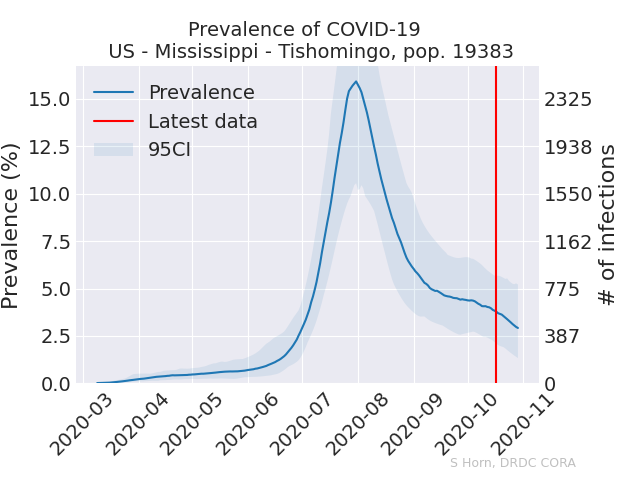 Prevalence of COVID-19
US - Mississippi - Tishomingo, pop. 19383
Prevalence
Latest data
95CI
Prevalence (%)
15.0
12.5
10.0
7.5
5.0
2.5
0.0
2325
1938
1550
1162
775
387
0
# of infections
2020-03
2020-04
2020-05
2020-06
2020-07
2020-08
2020-09
2020-10
2020-11
S Horn, DRDC CORA